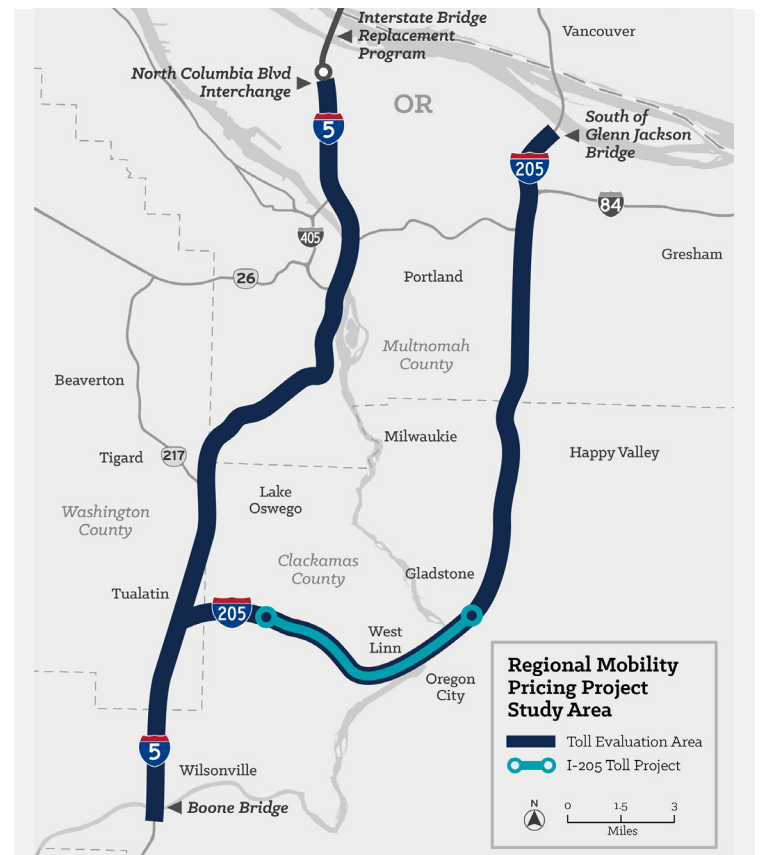 Interstate Bridge
Replacement
Program
Vancouver
North Columbia Blvd
Interchange
OR
5
South of
Glenn Jackson
Bridge
205
84
405
Gresham
26
Portland
Multnomah
County
Beaverton
Milwaukie
Tigard
217
Happy Valley
Lake
Oswego
Washington
County
Clackamas
County
Gladstone
Tualatin
205
West
Linn
Oregon
City
5
Wilsonville
Boone Bridge
Regional Mobility
Pricing Project
Study Area
Toll Evaluation Area
I-205 Toll Project
N
0 1.5 3
Miles